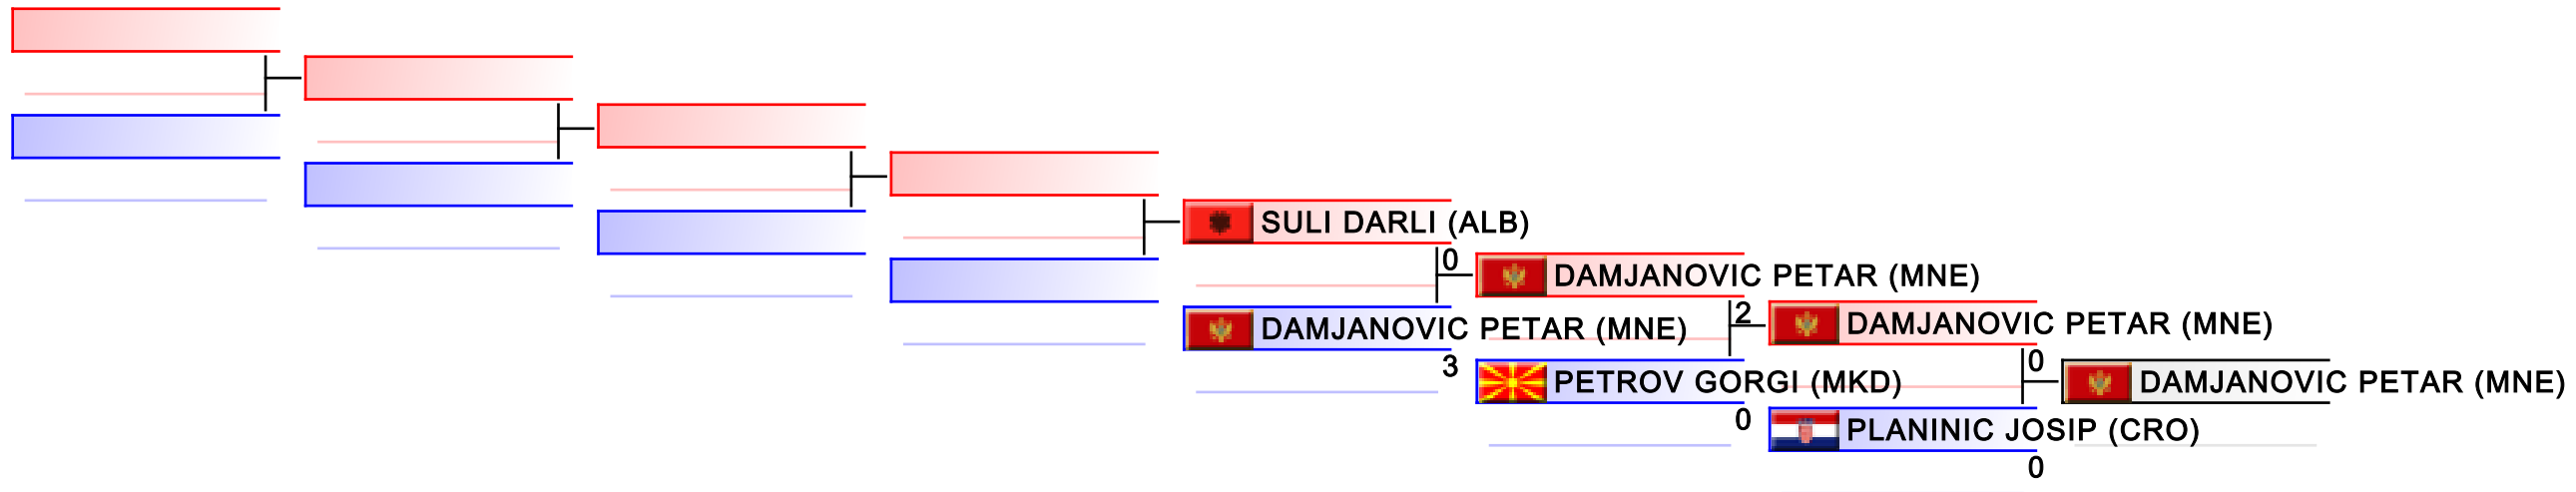 SULI DARLI (ALB)
0
DAMJANOVIC PETAR (MNE)
2
DAMJANOVIC PETAR (MNE)
DAMJANOVIC PETAR (MNE)
3
0
PETROV GORGI (MKD)
DAMJANOVIC PETAR (MNE)
0
PLANINIC JOSIP (CRO)
0